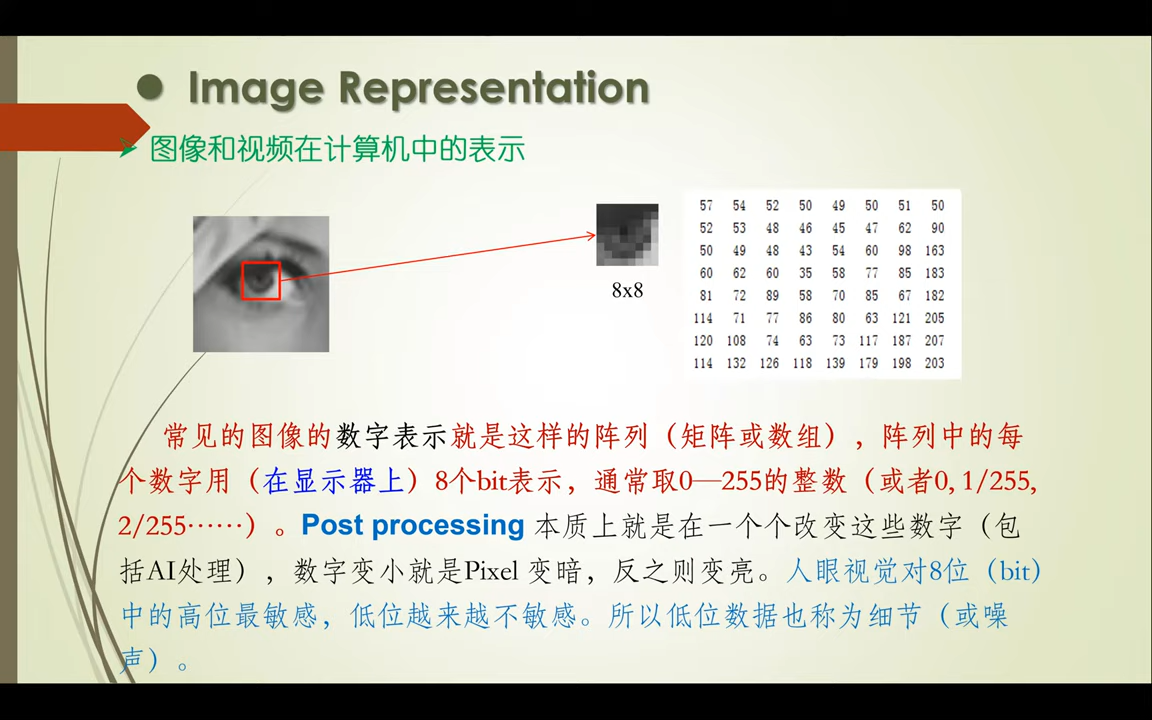 Image Representation
图像和视频在计算机中的表示
57 54 52 50 49 50 51 50
52 53 48 46 45 47 62 90
50 49 48 43 54 60 98 163
60 62 60 35 58 77 85 183
81 72 89 58 70 85 67 182
114 71 77 86 80 63 121 205
120 108 74 63 73 117 187 207
114 132 126 118 139 179 198 203
8x8
常见的图像的数字表示就是这样的阵列（矩阵或数组），阵列中的每
个数字用（在显示器上）8个bit表示，通常取0—255的整数（或者0, 1/255,
2/255……）。Post processing 本质上就是在一个个改变这些数字（包
括AI处理），数字变小就是Pixel 变暗，反之则变亮。人眼视觉对8位（bit）
中的高位最敏感，低位越来越不敏感。所以低位数据也称为细节（或噪
声）。